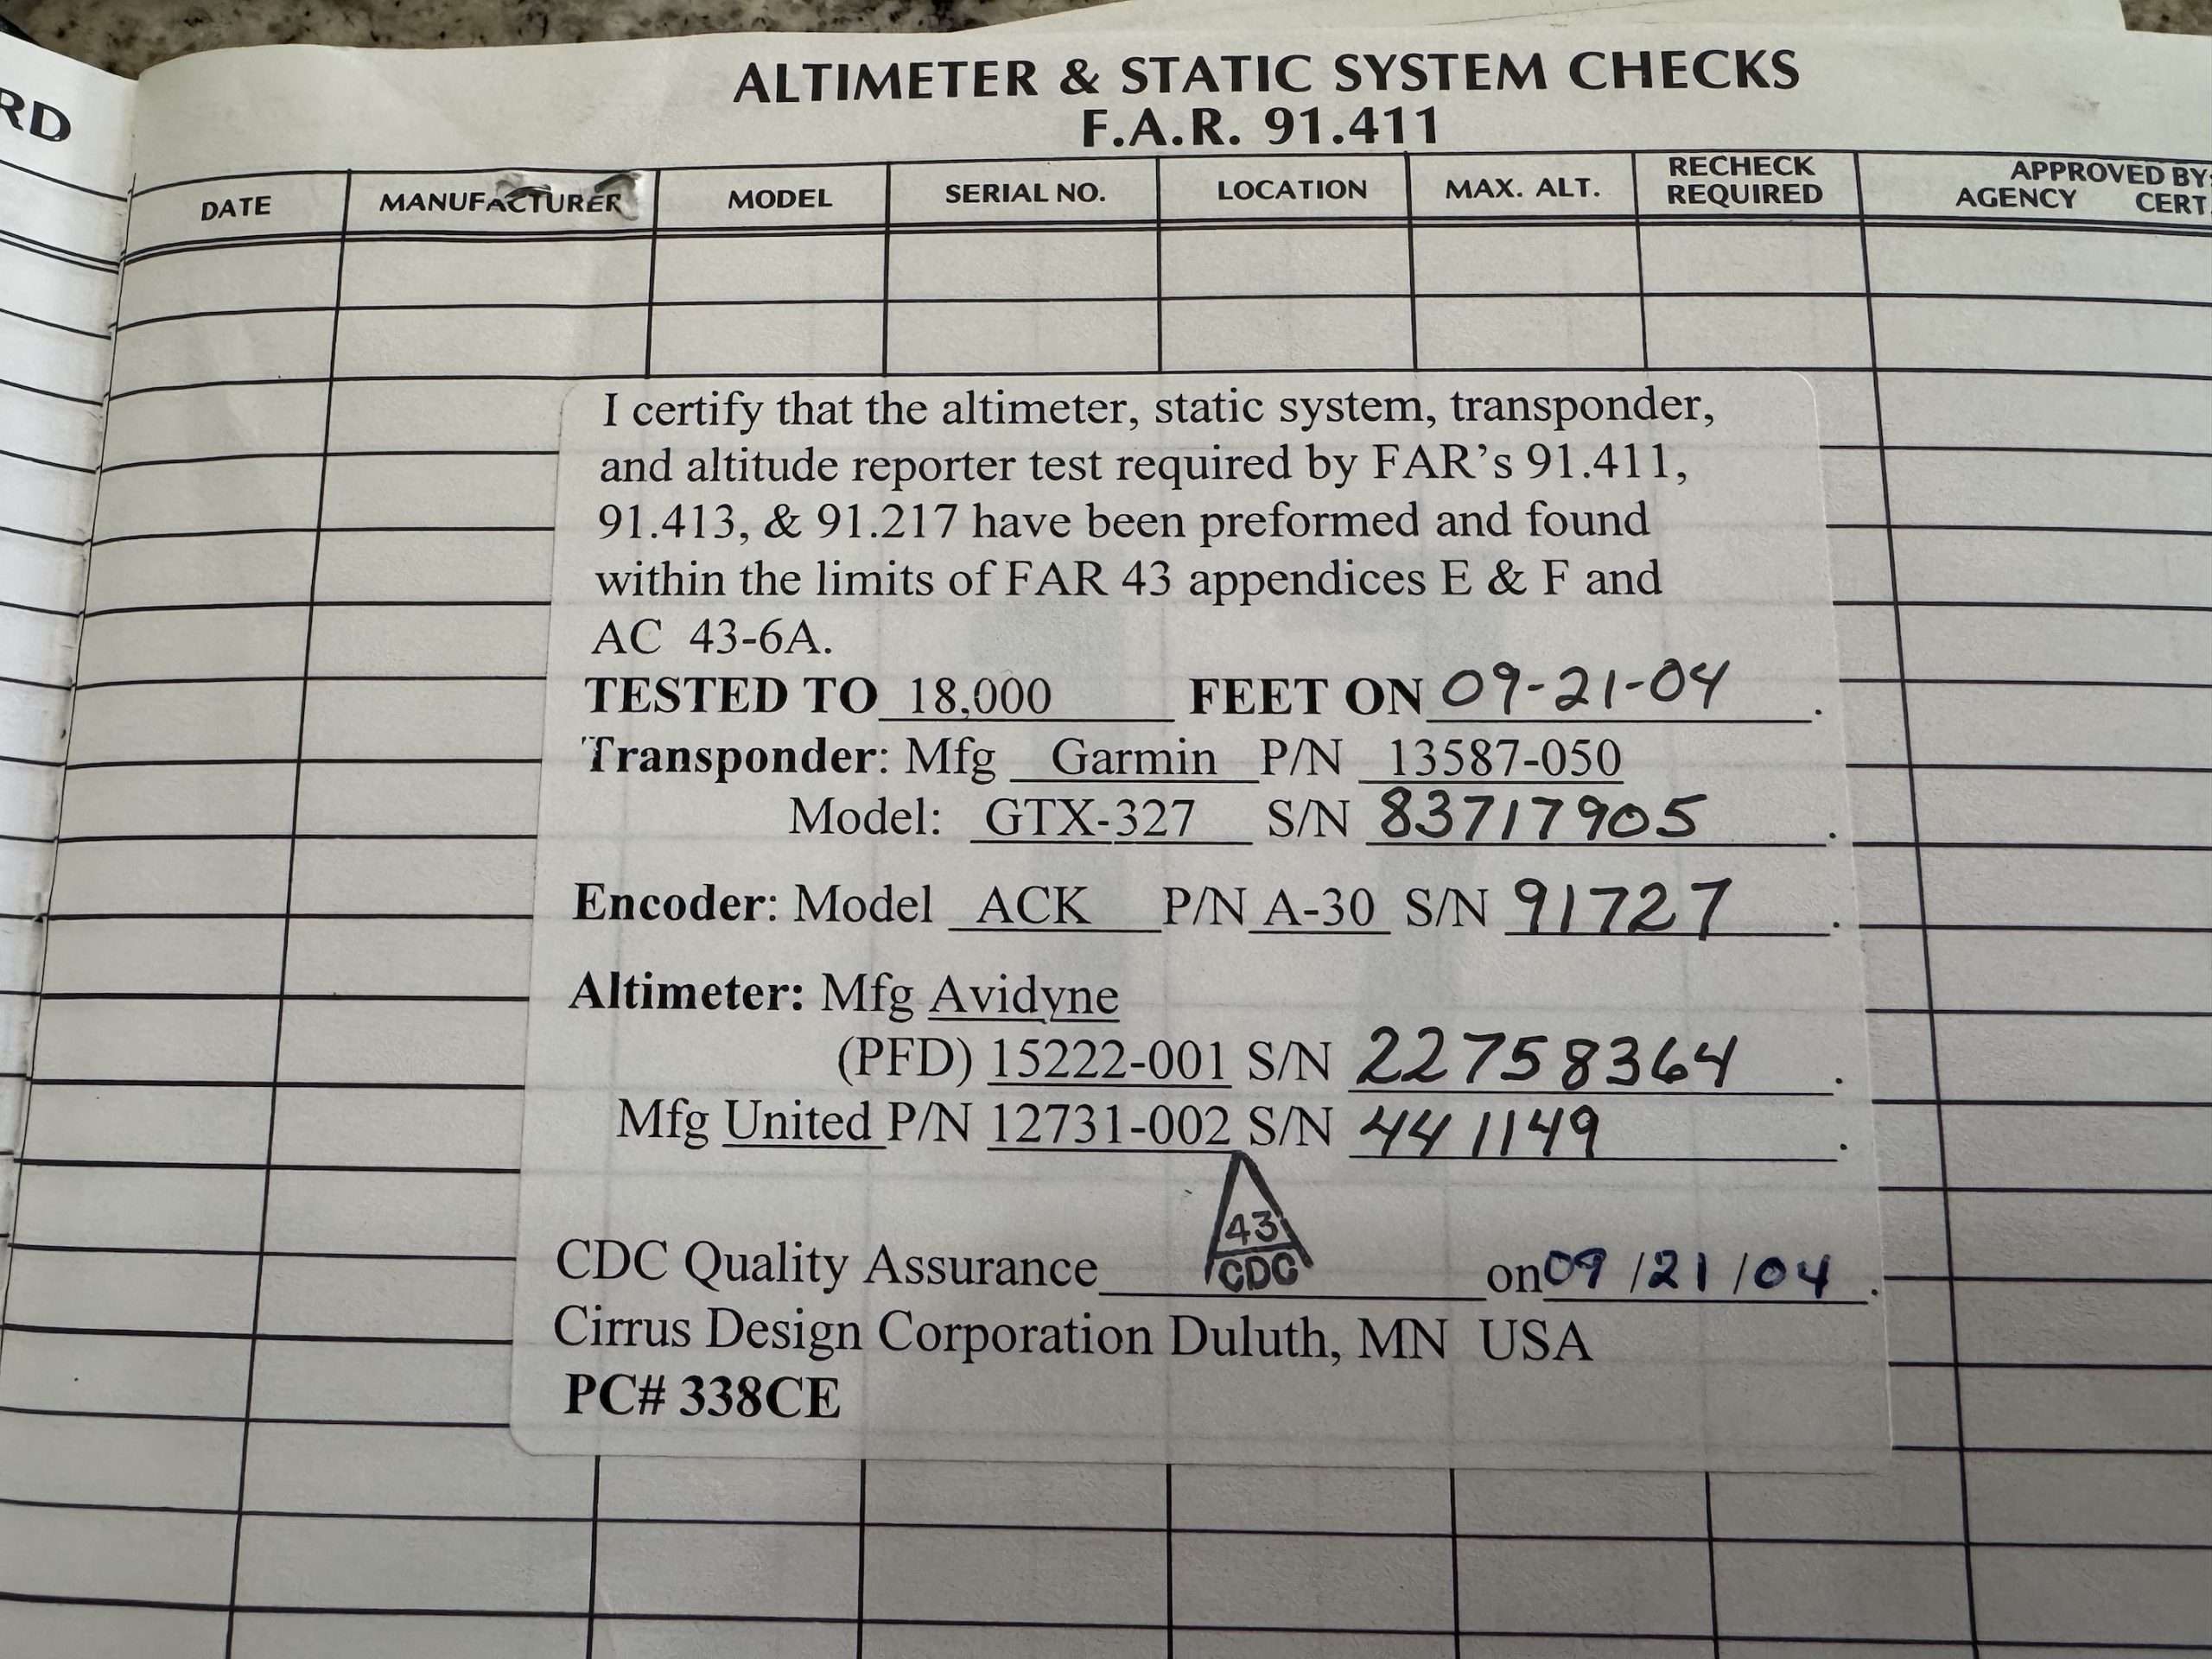 RD
ALTIMETER & STATIC SYSTEM CHECKS
F.A.R. 91.411
DATE MANUFACTURER MODEL SERIAL NO. LOCATION MAX. ALT. RECHECK REQUIRED APPROVED BY: AGENCY CERT.
I certify that the altimeter, static system, transponder,
and altitude reporter test required by FAR's 91.411,
91.413, & 91.217 have been preformed and found
within the limits of FAR 43 appendices E & F and
AC 43-6A.
TESTED TO 18,000 FEET ON 09-21-04.
Transponder: Mfg Garmin P/N 13587-050
Model: GTX-327 S/N 83717905.
Encoder: Model ACK P/N A-30 S/N 91727.
Altimeter: Mfg Avidyne
(PFD) 15222-001 S/N 22758364.
Mfg United P/N 12731-002 S/N 441149.
43
CDC
CDC Quality Assurance on 09/21/04.
Cirrus Design Corporation Duluth, MN USA
PC# 338CE